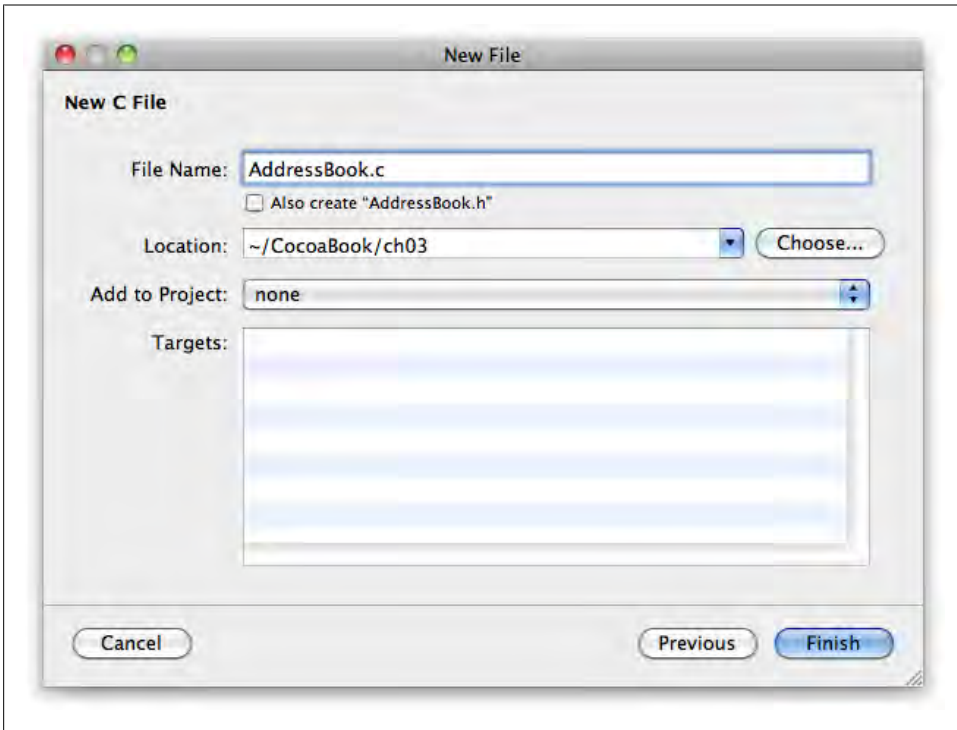 New File
New C File
File Name: AddressBook.c
Also create “AddressBook.h”
Location: ~/CocoaBook/ch03 Choose...
Add to Project: none
Targets:
Cancel Previous Finish